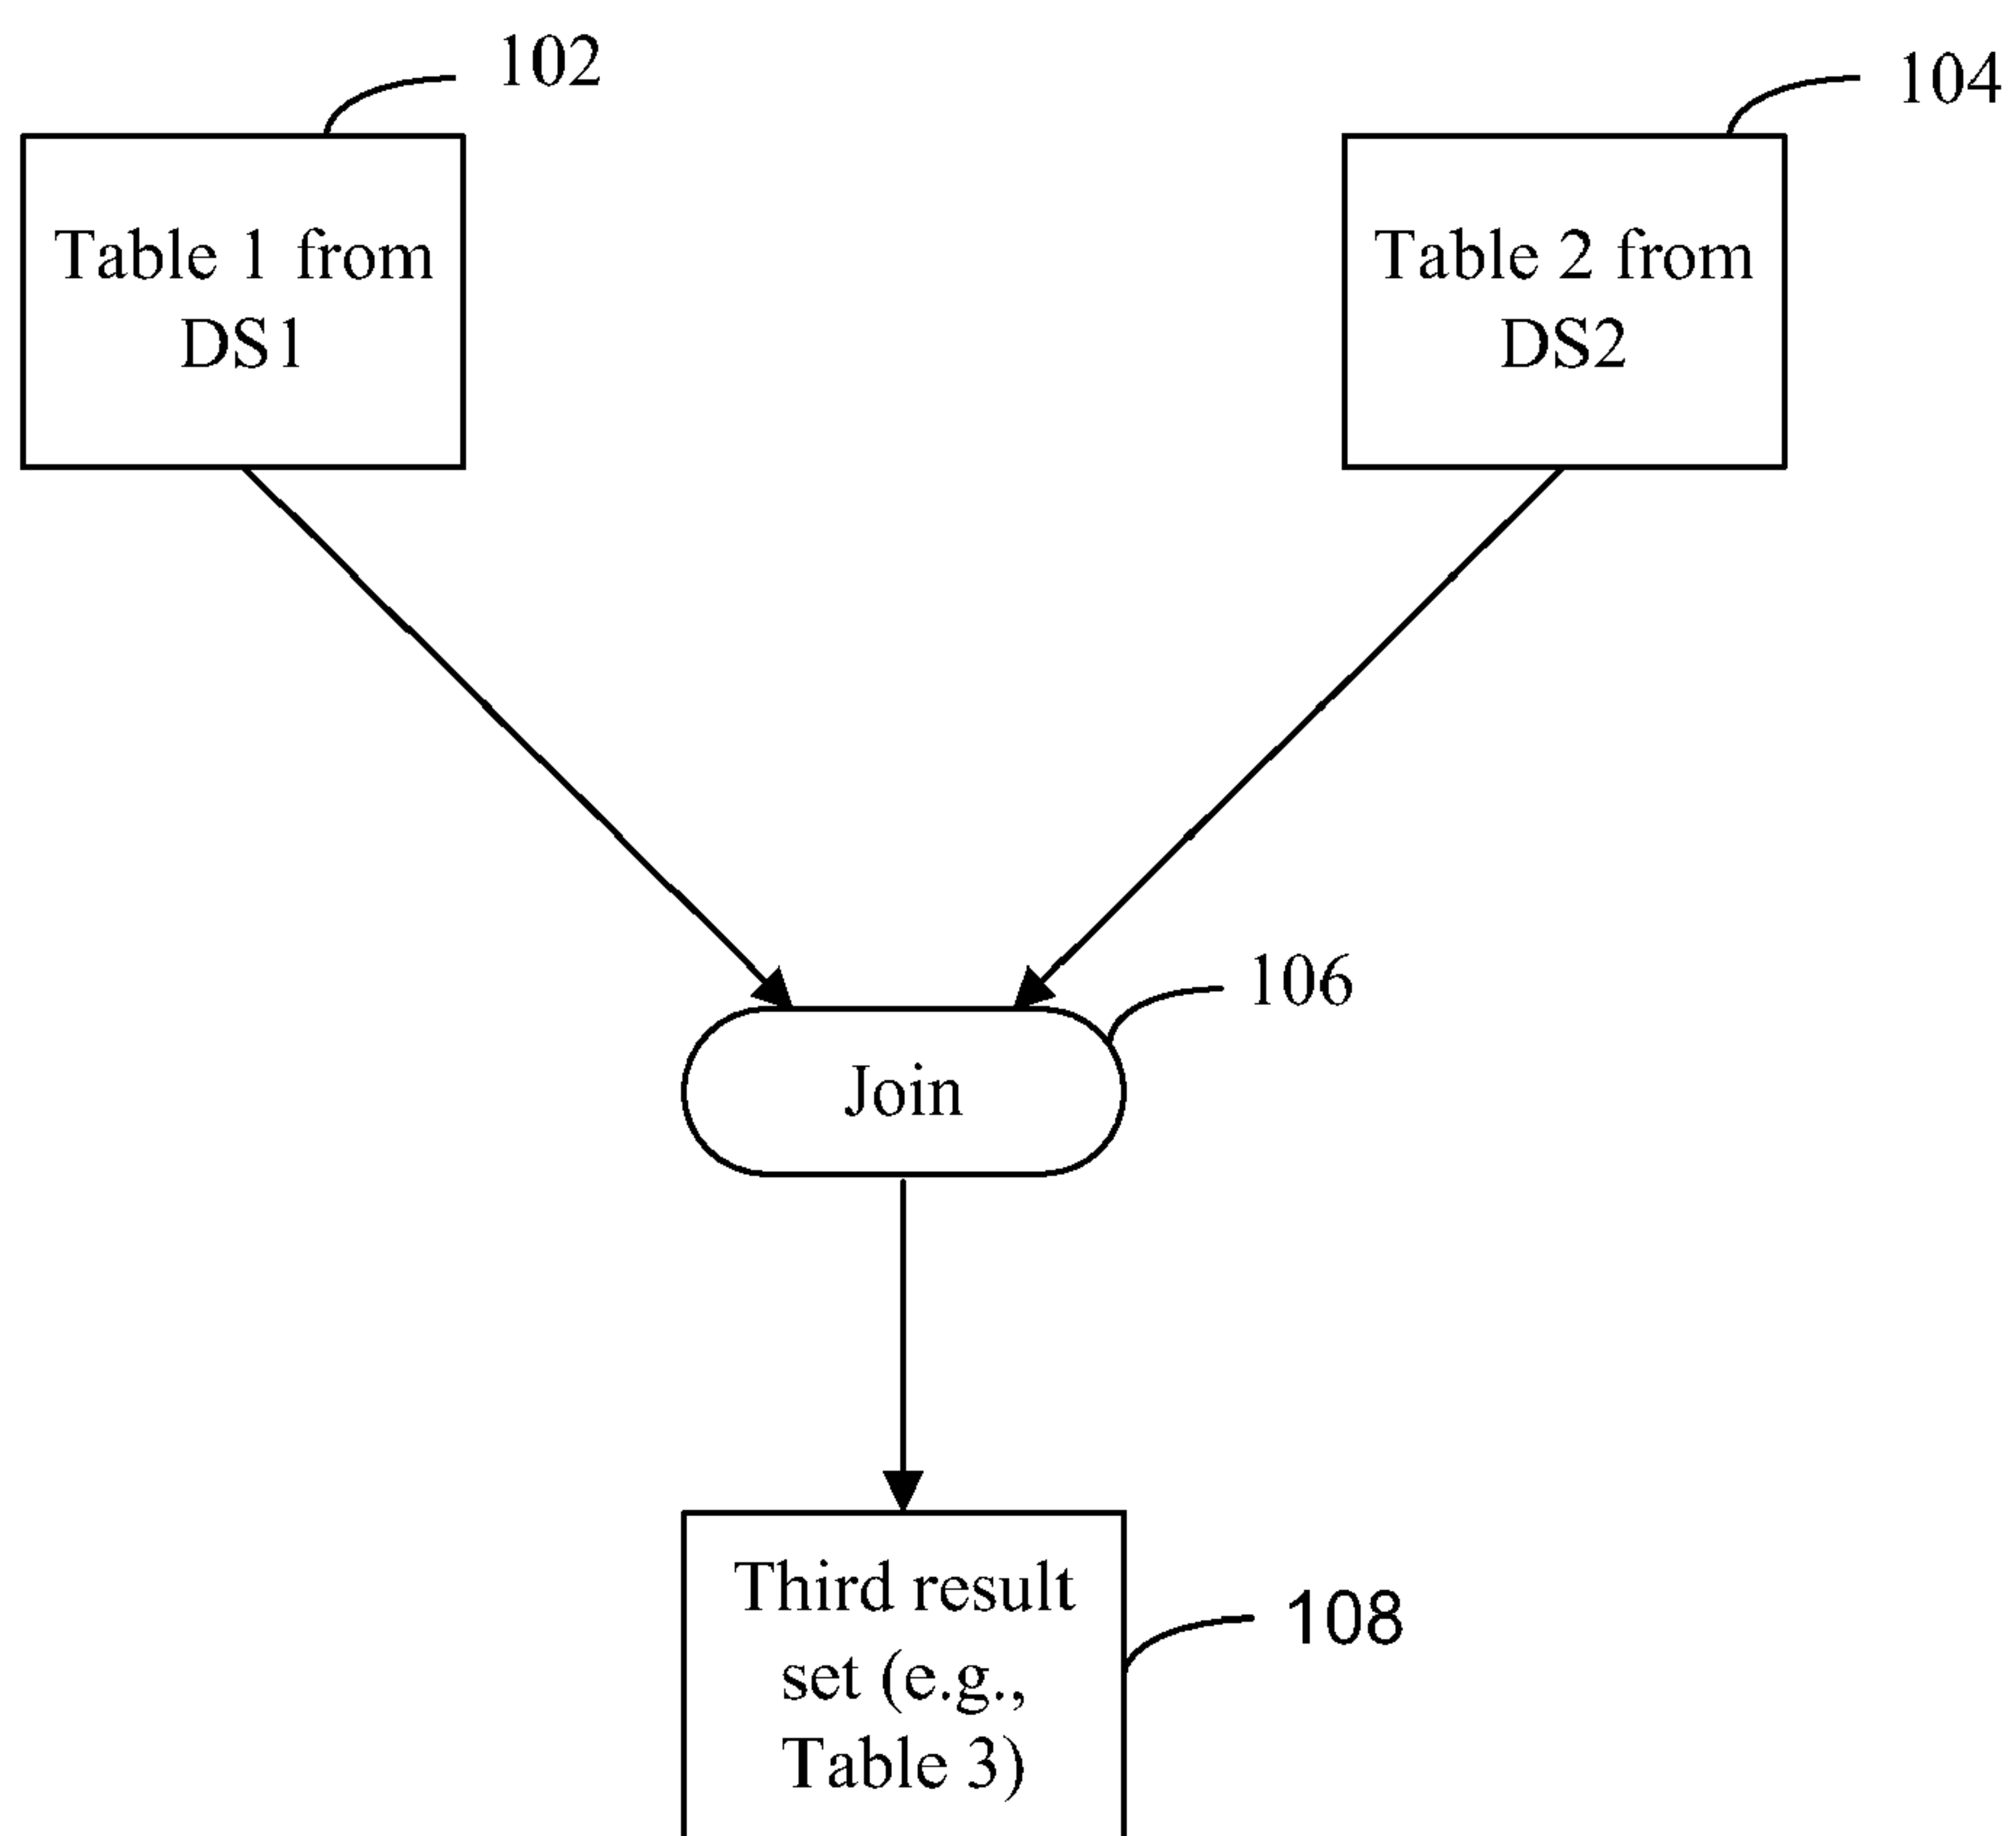 102
104
Table 1 from
DS1
Table 2 from
DS2
106
Join
Third result
set (e.g.,
Table 3)
108